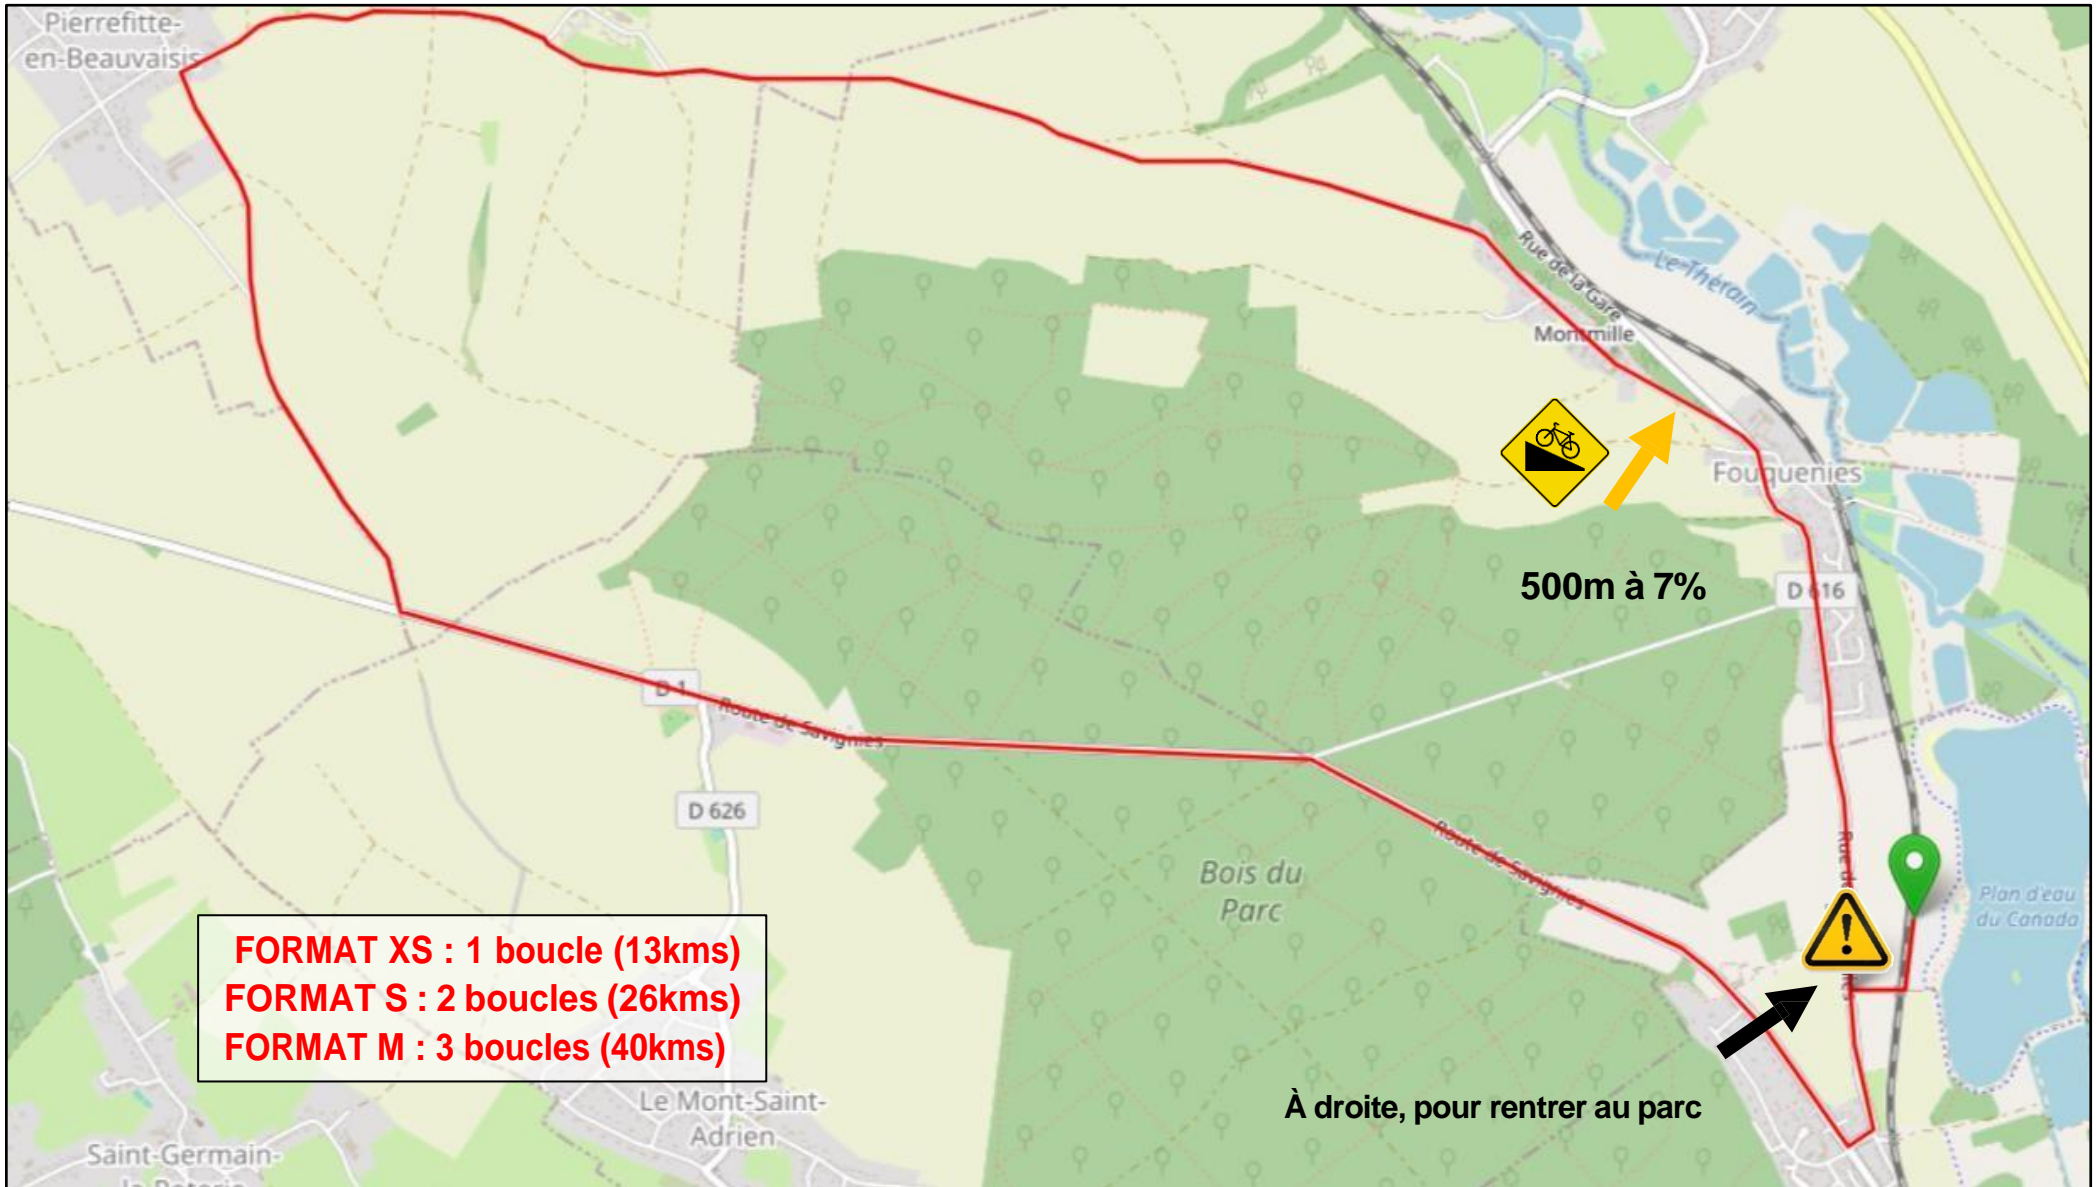 Pierrefitte-
en-Beauvaisis
Rue de la Gare
Le Thérain
Montmille
Fouquenies
500m à 7%
D 616
D 1
Route de Savignies
D 626
Route de Savignies
Bois du
Parc
Plan d'eau
du Canada
FORMAT XS : 1 boucle (13kms)
FORMAT S : 2 boucles (26kms)
FORMAT M : 3 boucles (40kms)
À droite, pour rentrer au parc
Le Mont-Saint-
Adrien
Saint-Germain-